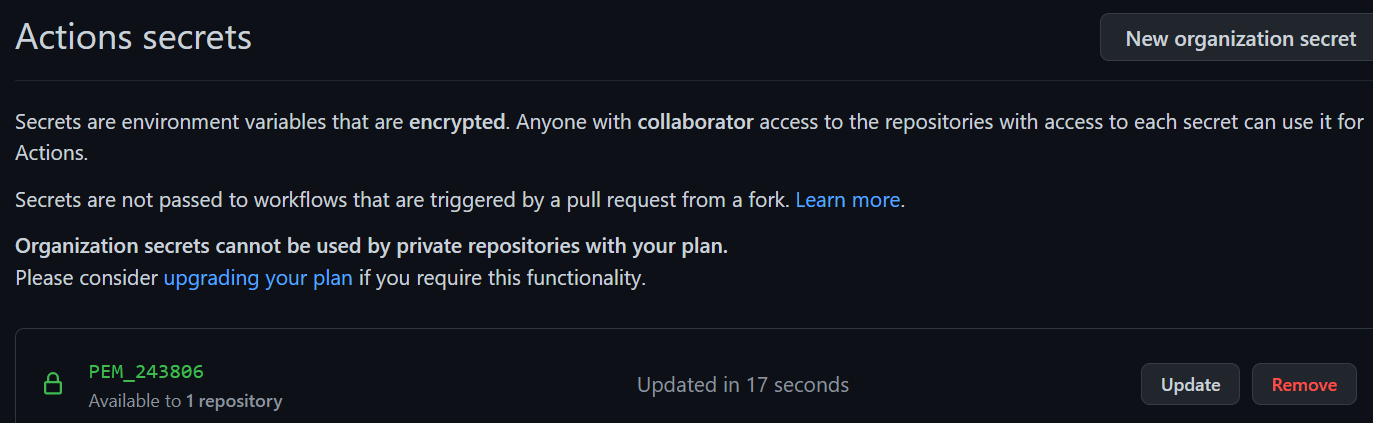 Actions secrets
New organization secret
Secrets are environment variables that are encrypted. Anyone with collaborator access to the repositories with access to each secret can use it for
Actions.
Secrets are not passed to workflows that are triggered by a pull request from a fork. Learn more.
Organization secrets cannot be used by private repositories with your plan.
Please consider upgrading your plan if you require this functionality.
PEM_243806
Available to 1 repository
Updated in 17 seconds
Update
Remove